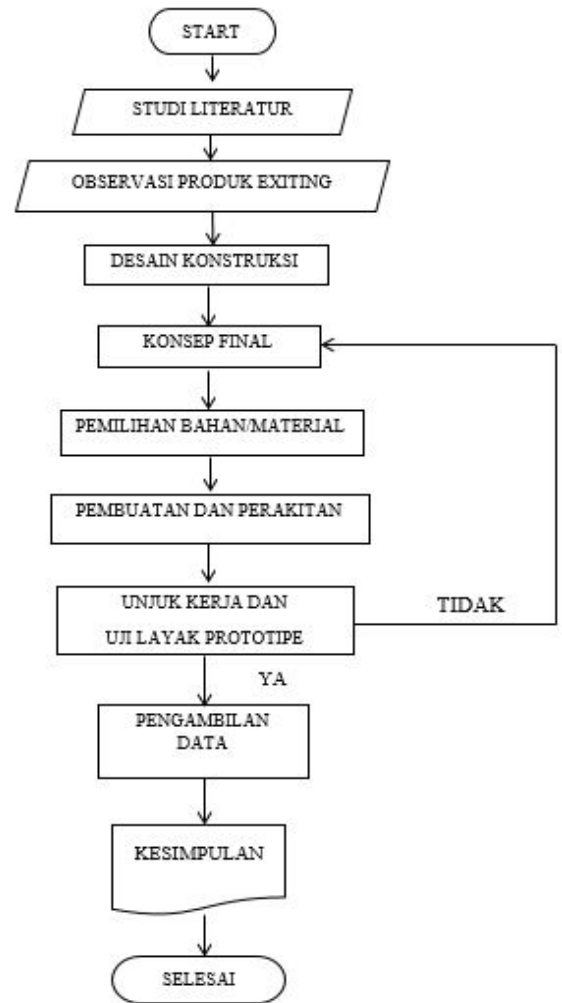 START
STUDI LITERATUR
OBSERVASI PRODUK EXITING
DESAIN KONSTRUKSI
KONSEP FINAL
PEMILIHAN BAHAN/MATERIAL
PEMBUATAN DAN PERAKITAN
UNJUK KERJA DAN
UJI LAYAK PROTOTIPE
TIDAK
YA
PENGAMBILAN
DATA
KESIMPULAN
SELESAI